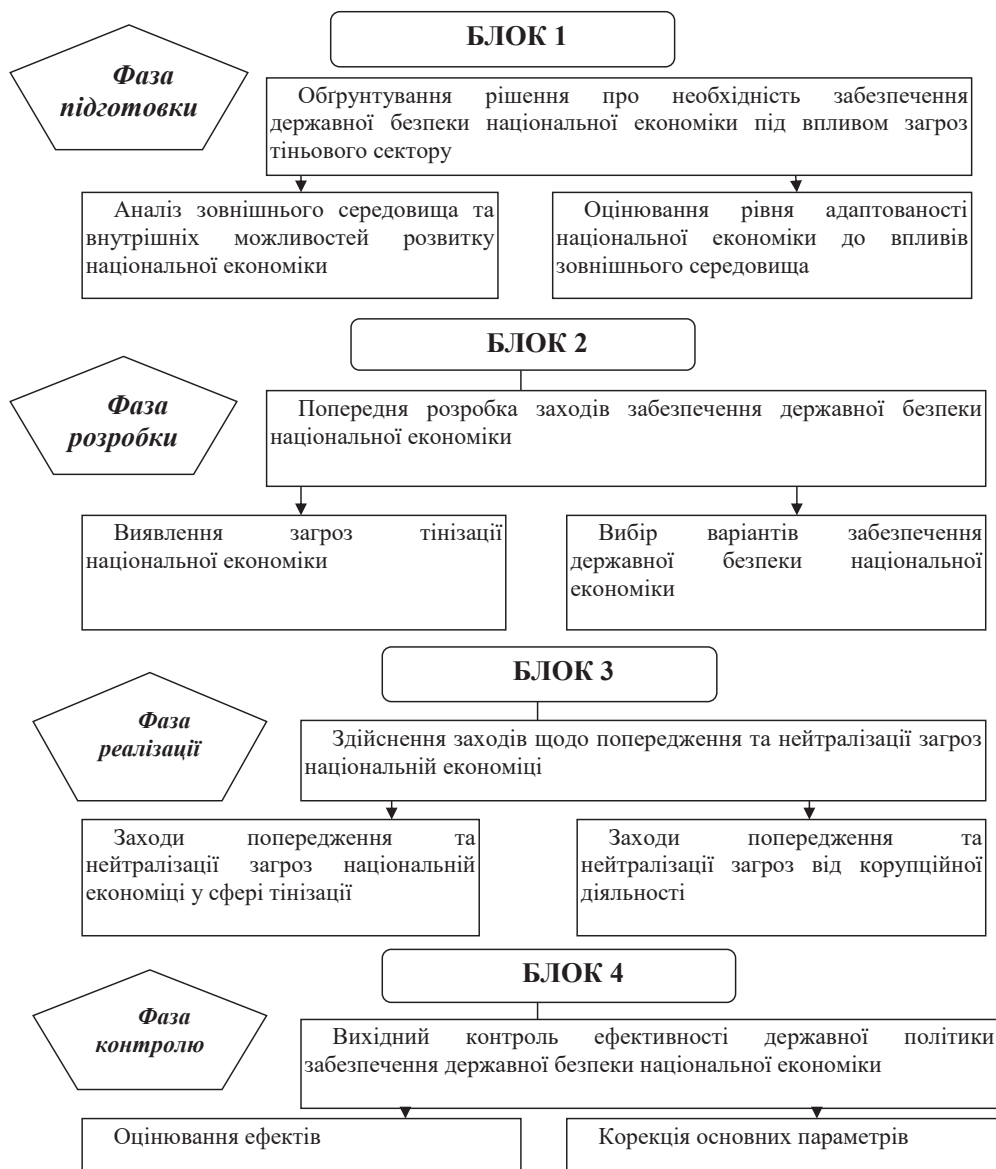 БЛОК 1
Фаза
підготовки
Обґрунтування рішення про необхідність забезпечення
державної безпеки національної економіки під впливом загроз
тіньового сектору
Аналіз зовнішнього середовища та
внутрішніх можливостей розвитку
національної економіки
Оцінювання рівня адаптованості
національної економіки до впливів
зовнішнього середовища
БЛОК 2
Фаза
розробки
Попередня розробка заходів забезпечення державної безпеки
національної економіки
Виявлення загроз тінізації
національної економіки
Вибір варіантів забезпечення
державної безпеки національної
економіки
БЛОК 3
Фаза
реалізації
Здійснення заходів щодо попередження та нейтралізації загроз
національній економіці
Заходи попередження та
нейтралізації загроз національній
економіці у сфері тінізації
Заходи попередження та
нейтралізації загроз від корупційної
діяльності
БЛОК 4
Фаза
контролю
Вихідний контроль ефективності державної політики
забезпечення державної безпеки національної економіки
Оцінювання ефектів
Корекція основних параметрів